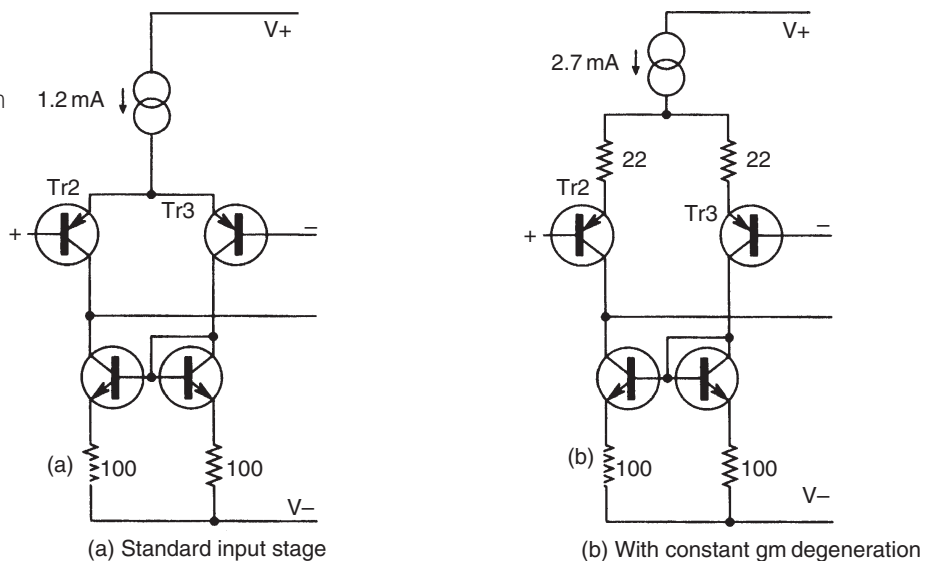 V+
1.2 mA
Tr2
Tr3
+
–
(a)
100
100
V–
(a) Standard input stage
V+
2.7 mA
22
22
Tr2
Tr3
+
–
(b)
100
100
V–
(b) With constant gm degeneration